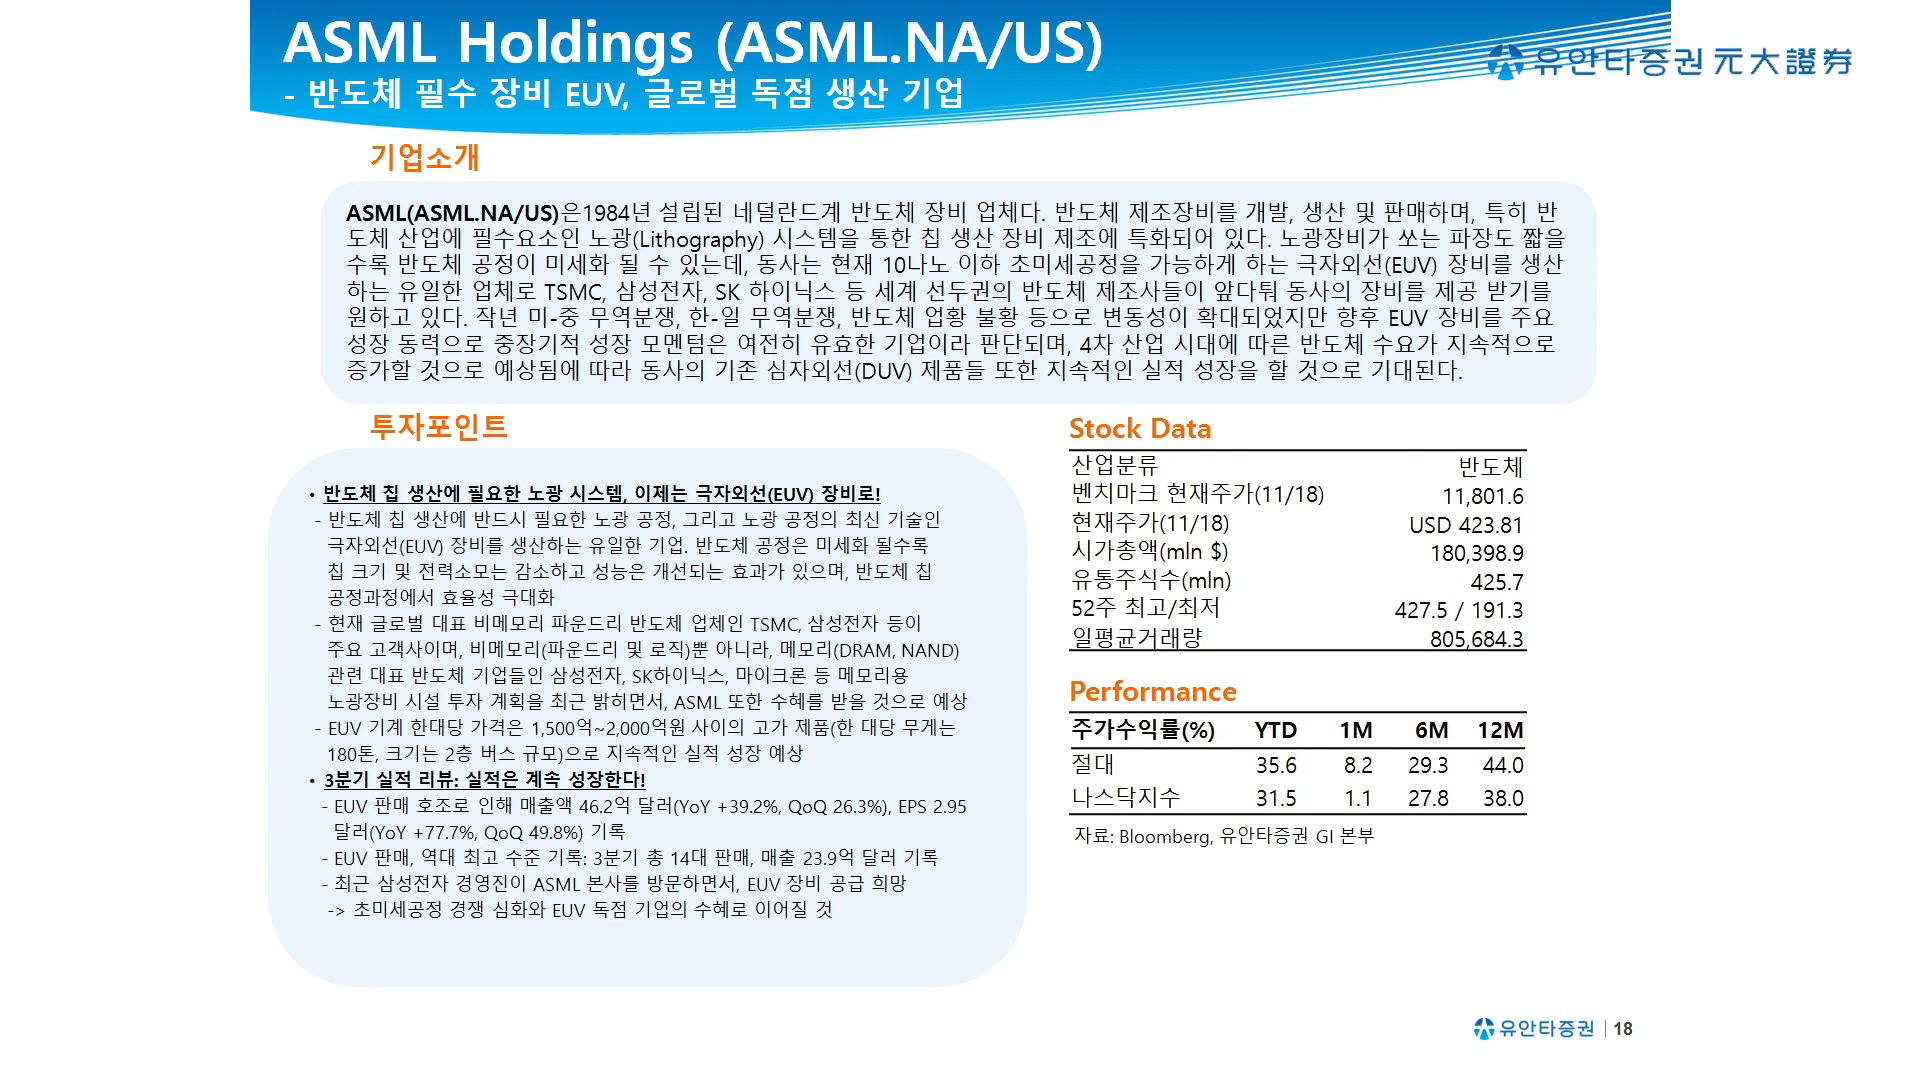 ASML Holdings (ASML.NA/US)
- 반도체 필수 장비 EUV, 글로벌 독점 생산 기업
유안타증권 元大證券
기업소개
ASML(ASML.NA/US)은1984년 설립된 네덜란드계 반도체 장비 업체다. 반도체 제조장비를 개발, 생산 및 판매하며, 특히 반
도체 산업에 필수요소인 노광(Lithography) 시스템을 통한 칩 생산 장비 제조에 특화되어 있다. 노광장비가 쏘는 파장도 짧을
수록 반도체 공정이 미세화 될 수 있는데, 동사는 현재 10나노 이하 초미세공정을 가능하게 하는 극자외선(EUV) 장비를 생산
하는 유일한 업체로 TSMC, 삼성전자, SK 하이닉스 등 세계 선두권의 반도체 제조사들이 앞다퉈 동사의 장비를 제공 받기를
원하고 있다. 작년 미-중 무역분쟁, 한-일 무역분쟁, 반도체 업황 불황 등으로 변동성이 확대되었지만 향후 EUV 장비를 주요
성장 동력으로 중장기적 성장 모멘텀은 여전히 유효한 기업이라 판단되며, 4차 산업 시대에 따른 반도체 수요가 지속적으로
증가할 것으로 예상됨에 따라 동사의 기존 심자외선(DUV) 제품들 또한 지속적인 실적 성장을 할 것으로 기대된다.
투자포인트
• 반도체 칩 생산에 필요한 노광 시스템, 이제는 극자외선(EUV) 장비로!
- 반도체 칩 생산에 반드시 필요한 노광 공정, 그리고 노광 공정의 최신 기술인
극자외선(EUV) 장비를 생산하는 유일한 기업. 반도체 공정은 미세화 될수록
칩 크기 및 전력소모는 감소하고 성능은 개선되는 효과가 있으며, 반도체 칩
공정과정에서 효율성 극대화
- 현재 글로벌 대표 비메모리 파운드리 반도체 업체인 TSMC, 삼성전자 등이
주요 고객사이며, 비메모리(파운드리 및 로직)뿐 아니라, 메모리(DRAM, NAND)
관련 대표 반도체 기업들인 삼성전자, SK하이닉스, 마이크론 등 메모리용
노광장비 시설 투자 계획을 최근 밝히면서, ASML 또한 수혜를 받을 것으로 예상
- EUV 기계 한대당 가격은 1,500억~2,000억원 사이의 고가 제품(한 대당 무게는
180톤, 크기는 2층 버스 규모)으로 지속적인 실적 성장 예상
• 3분기 실적 리뷰: 실적은 계속 성장한다!
- EUV 판매 호조로 인해 매출액 46.2억 달러(YoY +39.2%, QoQ 26.3%), EPS 2.95
달러(YoY +77.7%, QoQ 49.8%) 기록
- EUV 판매, 역대 최고 수준 기록: 3분기 총 14대 판매, 매출 23.9억 달러 기록
- 최근 삼성전자 경영진이 ASML 본사를 방문하면서, EUV 장비 공급 희망
-> 초미세공정 경쟁 심화와 EUV 독점 기업의 수혜로 이어질 것
Stock Data
산업분류 반도체
벤치마크 현재주가(11/18) 11,801.6
현재주가(11/18) USD 423.81
시가총액(mln $) 180,398.9
유통주식수(mln) 425.7
52주 최고/최저 427.5 / 191.3
일평균거래량 805,684.3
Performance
주가수익률(%) YTD 1M 6M 12M
절대 35.6 8.2 29.3 44.0
나스닥지수 31.5 1.1 27.8 38.0
자료: Bloomberg, 유안타증권 GI 본부
유안타증권 | 18